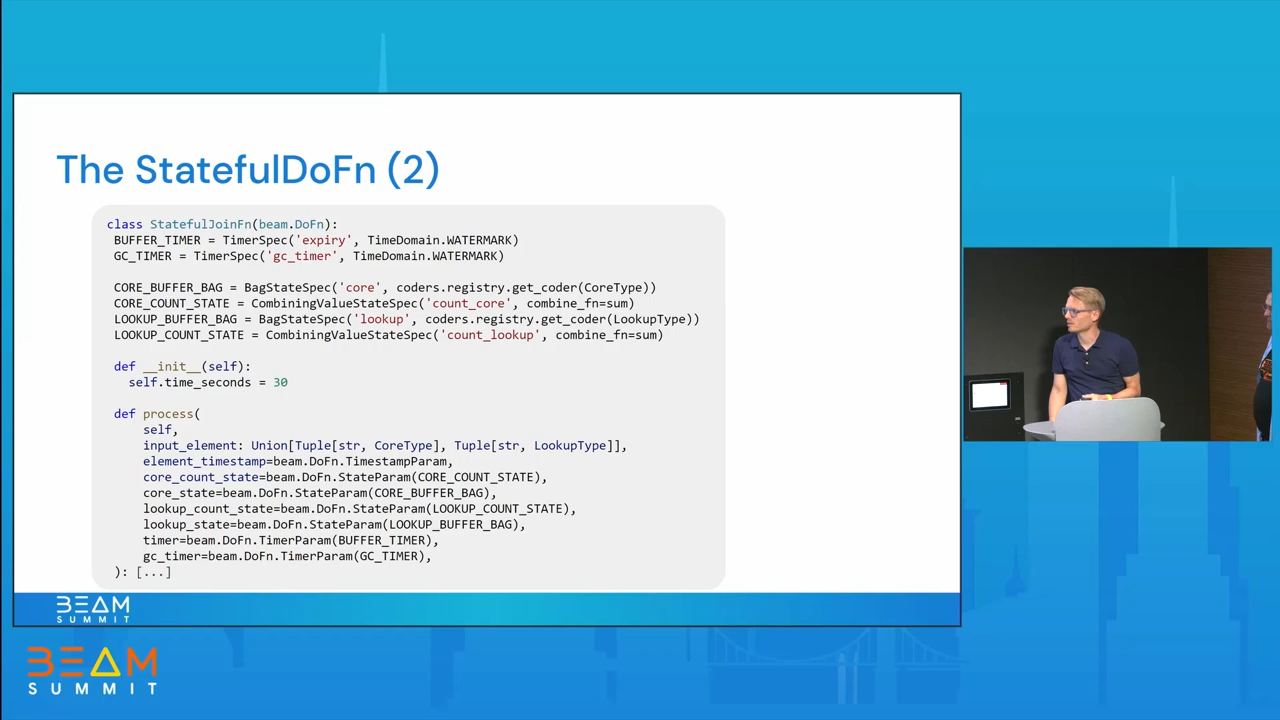 The StatefulDoFn (2)
class StatefulJoinFn(beam.DoFn):
BUFFER_TIMER = TimerSpec('expiry', TimeDomain.WATERMARK)
GC_TIMER = TimerSpec('gc_timer', TimeDomain.WATERMARK)
CORE_BUFFER_BAG = BagStateSpec('core', coders.registry.get_coder(CoreType))
CORE_COUNT_STATE = CombiningValueStateSpec('count_core', combine_fn=sum)
LOOKUP_BUFFER_BAG = BagStateSpec('lookup', coders.registry.get_coder(LookupType))
LOOKUP_COUNT_STATE = CombiningValueStateSpec('count_lookup', combine_fn=sum)
def __init__(self):
self.time_seconds = 30
def process(
self,
input_element: Union[Tuple[str, CoreType], Tuple[str, LookupType]],
element_timestamp=beam.DoFn.TimestampParam,
core_count_state=beam.DoFn.StateParam(CORE_COUNT_STATE),
core_state=beam.DoFn.StateParam(CORE_BUFFER_BAG),
lookup_count_state=beam.DoFn.StateParam(LOOKUP_COUNT_STATE),
lookup_state=beam.DoFn.StateParam(LOOKUP_BUFFER_BAG),
timer=beam.DoFn.TimerParam(BUFFER_TIMER),
gc_timer=beam.DoFn.TimerParam(GC_TIMER),
): [...]
BEAM
SUMMIT
BEAM
SUMMIT